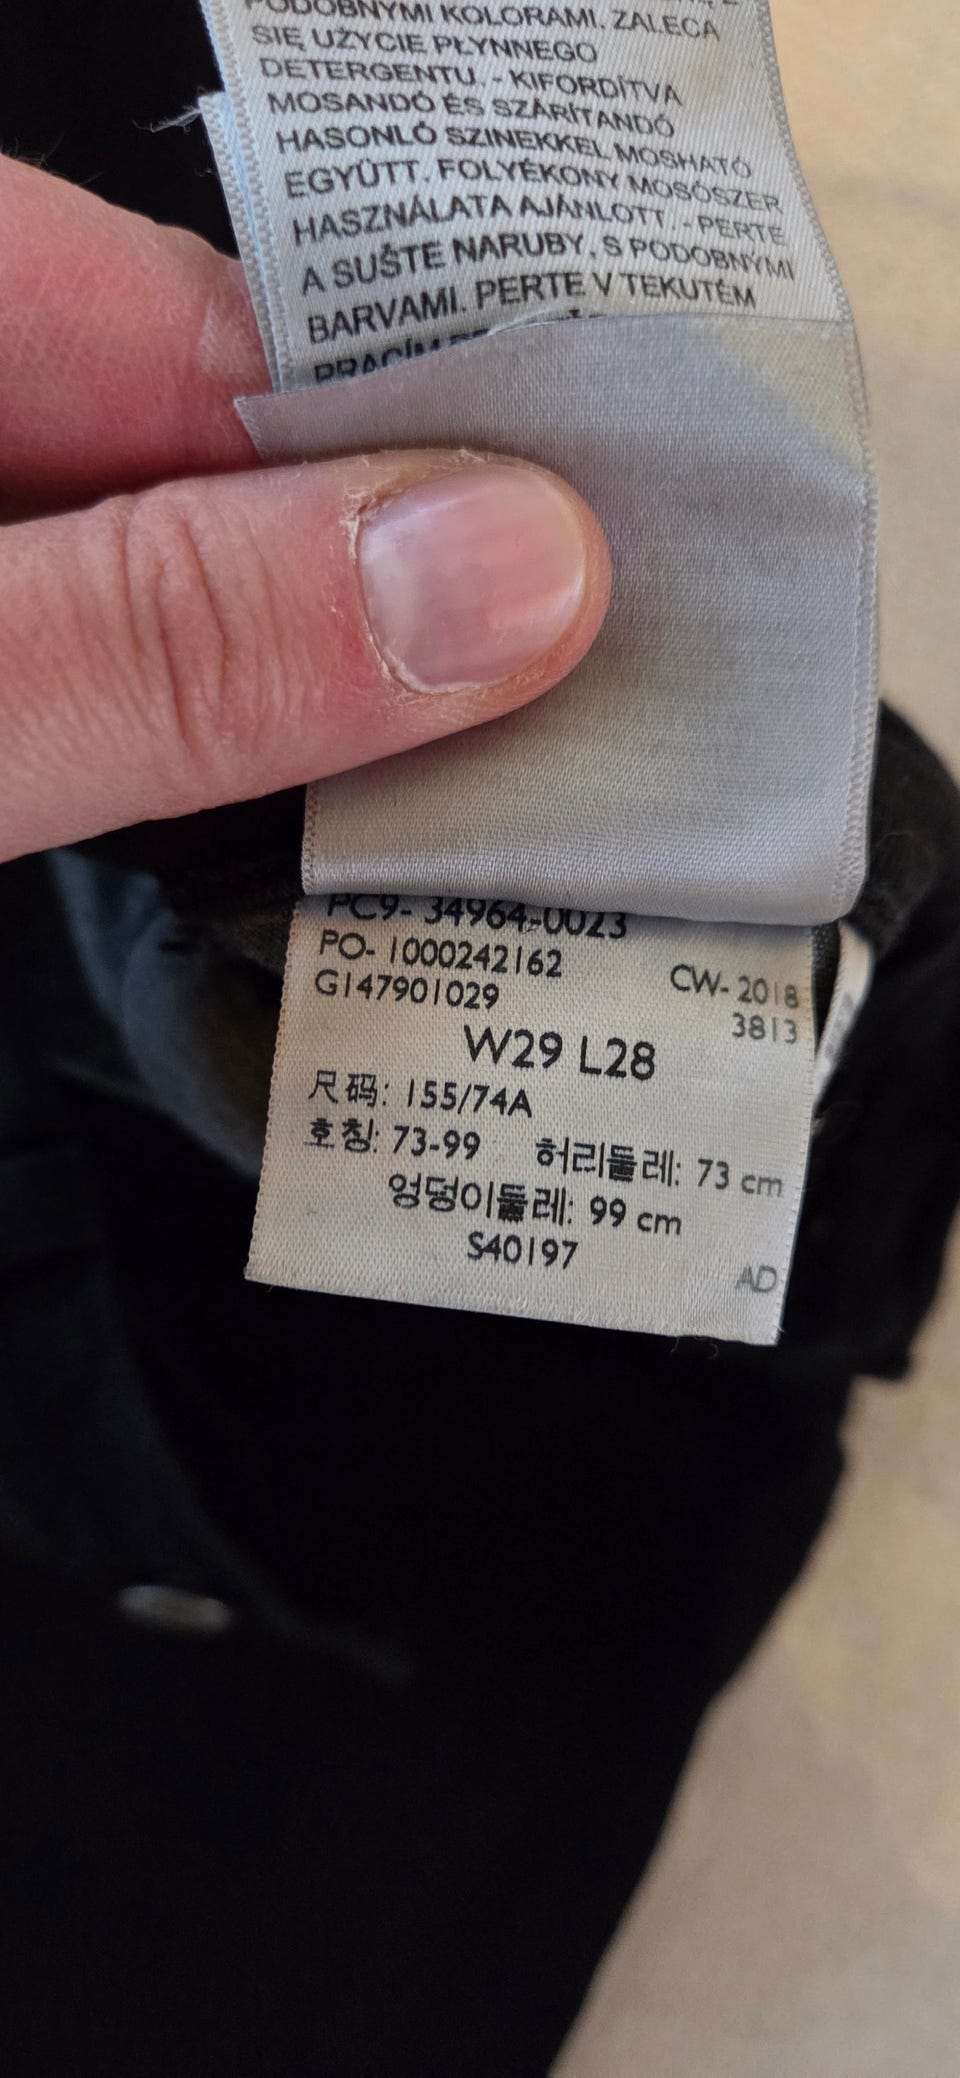 PODOBNYMI KOLORAMI. ZALECA
SIĘ UŻYCIE PŁYNNEGO
DETERGENTU. - KIFORDÍTVA
MOSANDÓ ÉS SZÁRÍTANDÓ
HASONLÓ SZINEKKEL MOSHATÓ
EGYÜTT. FOLYÉKONY MOSÓSZER
HASZNÁLATA AJÁNLOTT. - PERTE
A SUŠTE NARUBY, S PODOBNÝMI
BARVAMI. PERTE V TEKUTÉM
PRACÍM
PC9- 34964-0023
PO- 1000242162
G147901029
CW- 2018
3813
W29 L28
尺码: 155/74A
호칭: 73-99 허리둘레: 73 cm
엉덩이둘레: 99 cm
S40197
AD